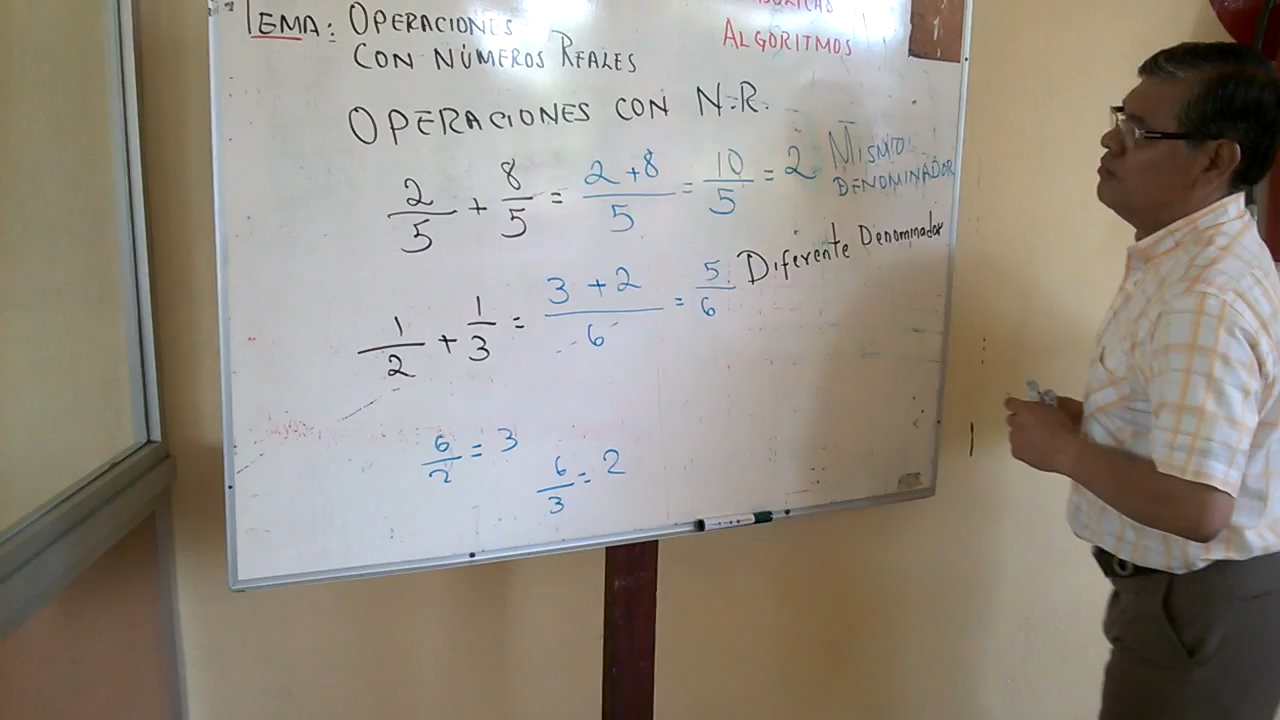 TEMA: OPERACIONES
CON NÚMEROS REALES
ALGORITMOS
OPERACIONES CON N.R.
2/5 + 8/5 = (2+8)/5 = 10/5 = 2 MISMO
DENOMINADOR
1/2 + 1/3 = (3+2)/6 = 5/6 Diferente Denominador
6/2 = 3
6/3 = 2